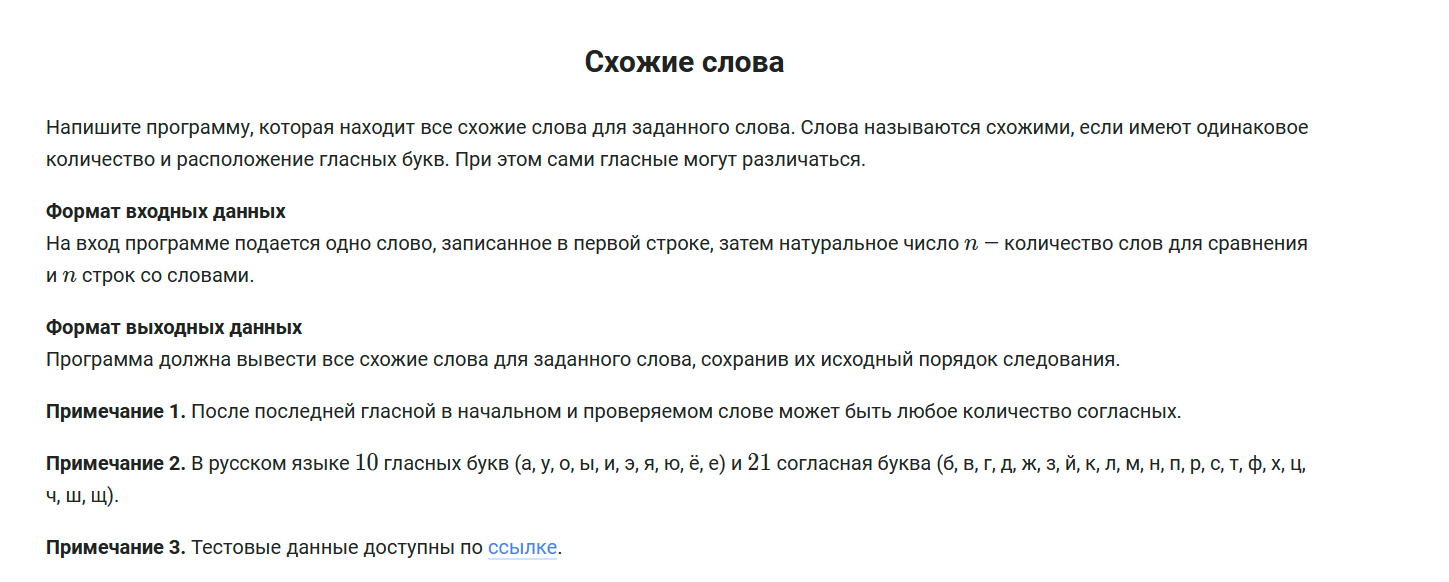 Схожие слова
Напишите программу, которая находит все схожие слова для заданного слова. Слова называются схожими, если имеют одинаковое
количество и расположение гласных букв. При этом сами гласные могут различаться.
Формат входных данных
На вход программе подается одно слово, записанное в первой строке, затем натуральное число n — количество слов для сравнения
и n строк со словами.
Формат выходных данных
Программа должна вывести все схожие слова для заданного слова, сохранив их исходный порядок следования.
Примечание 1. После последней гласной в начальном и проверяемом слове может быть любое количество согласных.
Примечание 2. В русском языке 10 гласных букв (а, у, о, ы, и, э, я, ю, ё, е) и 21 согласная буква (б, в, г, д, ж, з, й, к, л, м, н, п, р, с, т, ф, х, ц,
ч, ш, щ).
Примечание 3. Тестовые данные доступны по ссылке.